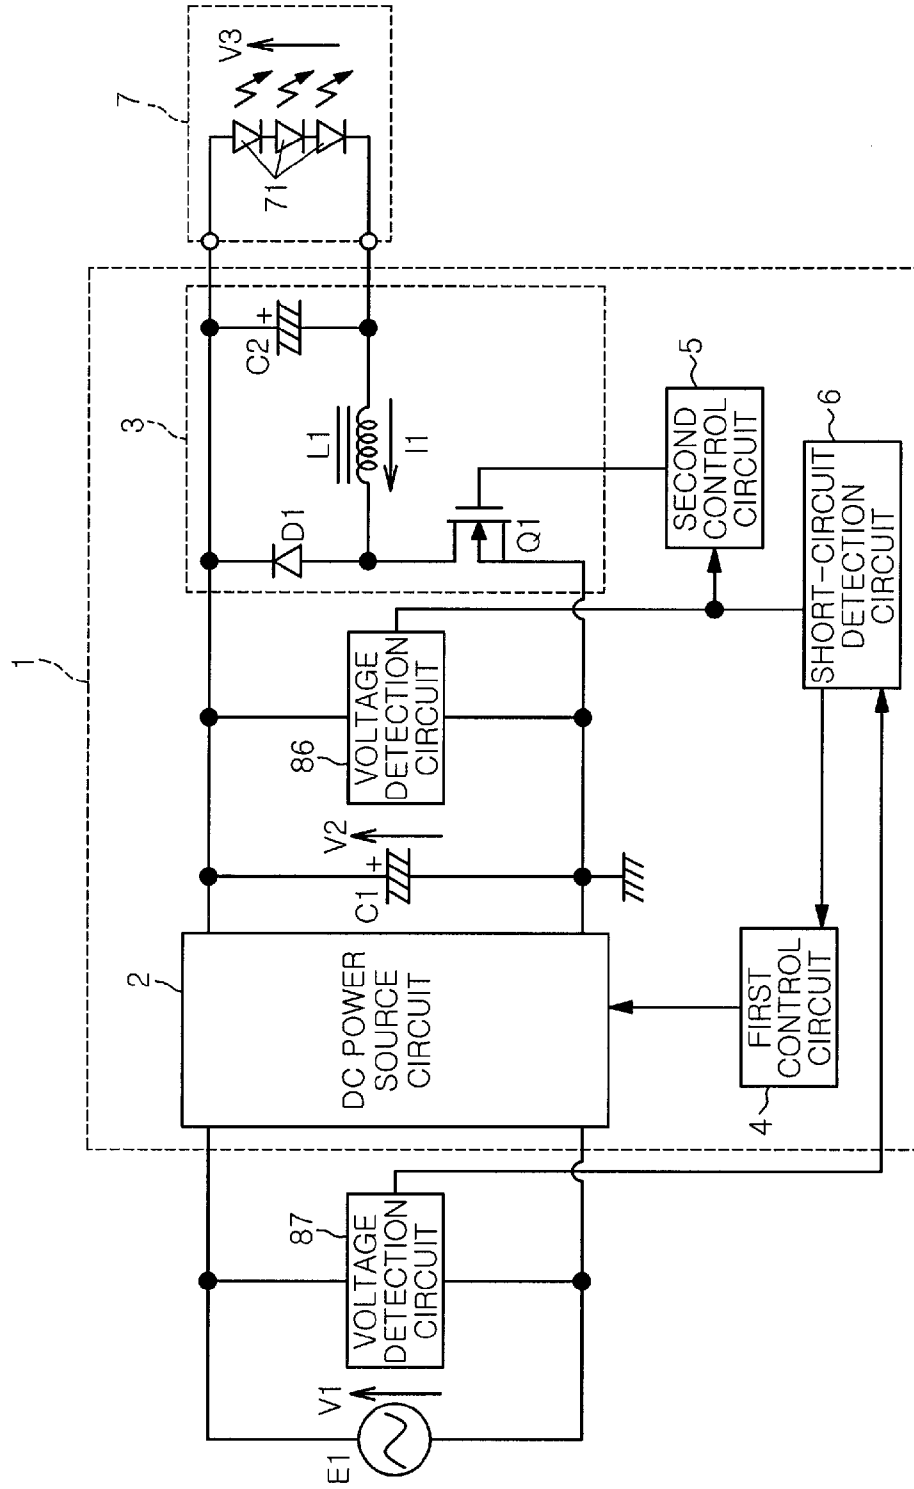 1
3
7
V3
71
C2
+
L1
I1
D1
Q1
2
DC POWER
SOURCE
CIRCUIT
C1
+
V2
86
VOLTAGE
DETECTION
CIRCUIT
E1
V1
87
VOLTAGE
DETECTION
CIRCUIT
4
FIRST
CONTROL
CIRCUIT
5
SECOND
CONTROL
CIRCUIT
6
SHORT-CIRCUIT
DETECTION
CIRCUIT